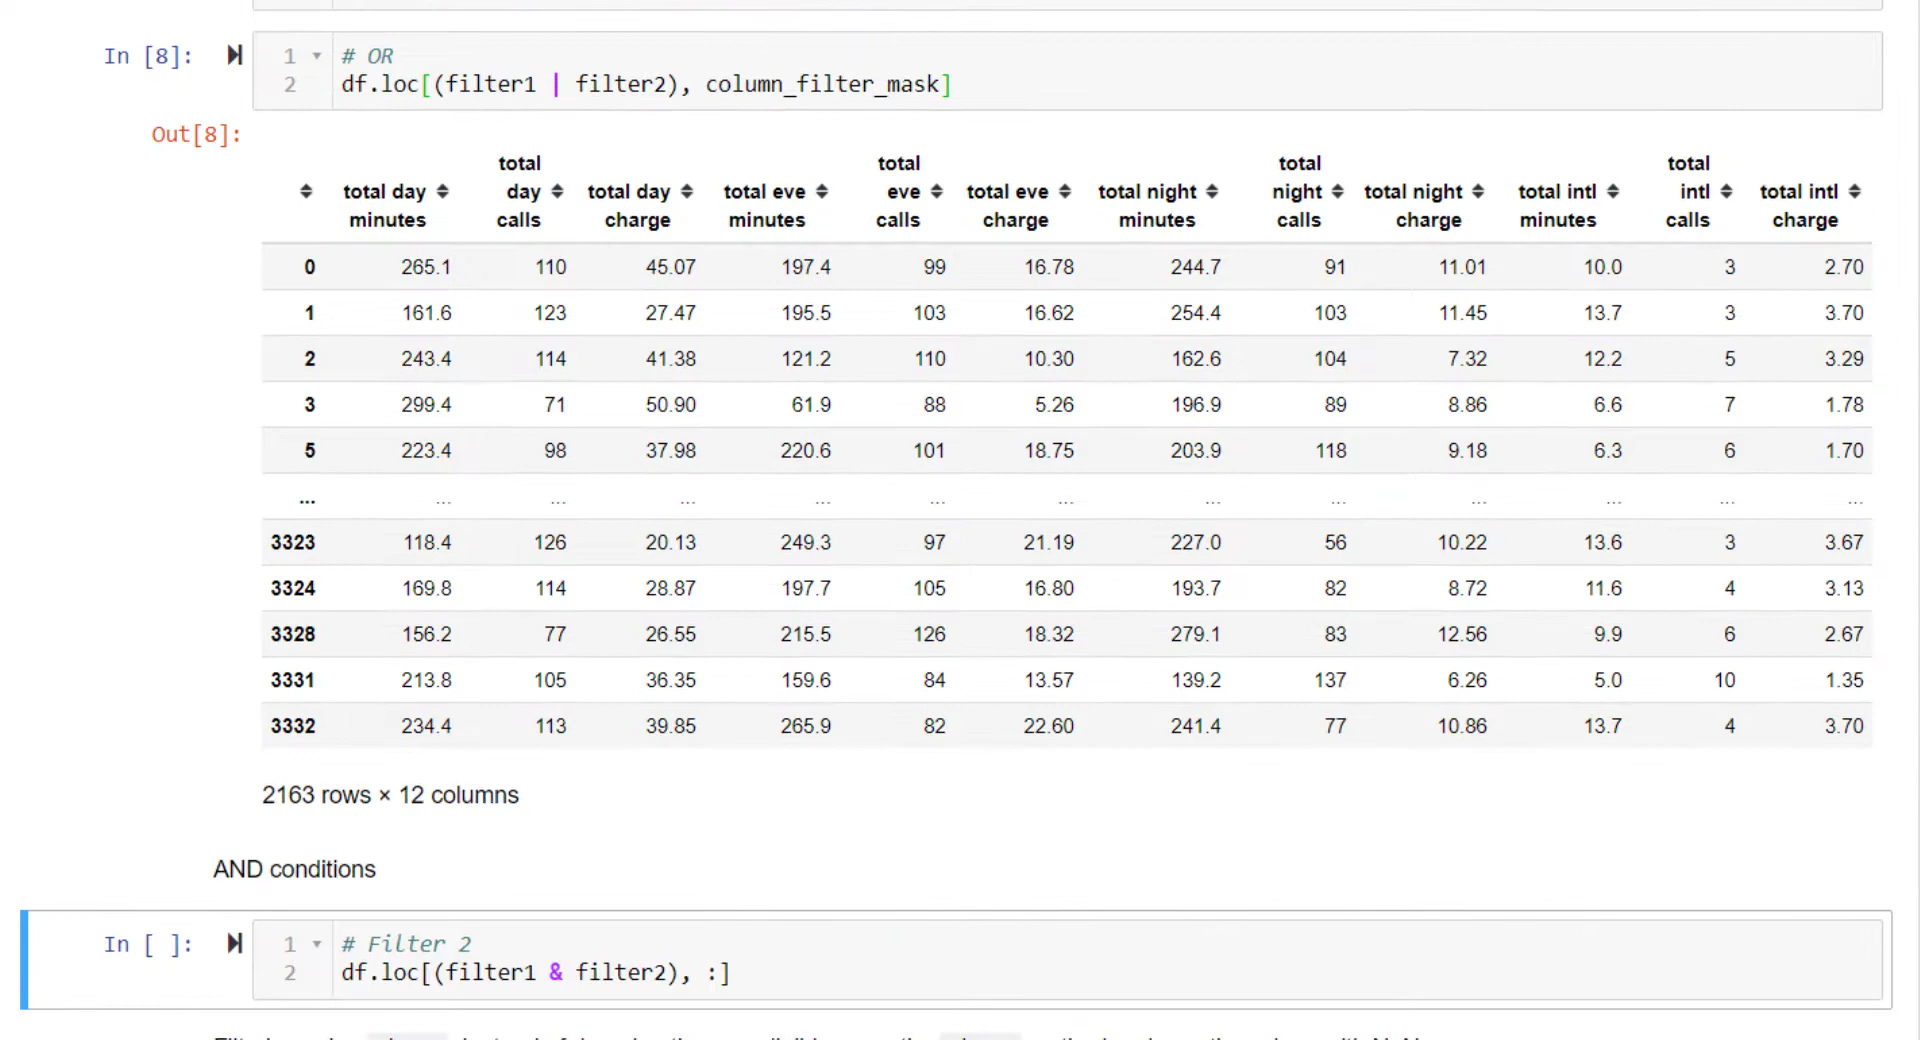 In [8]:
1 # OR
2 df.loc[(filter1 | filter2), column_filter_mask]
Out[8]:
total day minutes total day calls total day charge total eve minutes total eve calls total eve charge total night minutes total night calls total night charge total intl minutes total intl calls total intl charge
0 265.1 110 45.07 197.4 99 16.78 244.7 91 11.01 10.0 3 2.70
1 161.6 123 27.47 195.5 103 16.62 254.4 103 11.45 13.7 3 3.70
2 243.4 114 41.38 121.2 110 10.30 162.6 104 7.32 12.2 5 3.29
3 299.4 71 50.90 61.9 88 5.26 196.9 89 8.86 6.6 7 1.78
5 223.4 98 37.98 220.6 101 18.75 203.9 118 9.18 6.3 6 1.70
... ... ... ... ... ... ... ... ... ... ... ... ...
3323 118.4 126 20.13 249.3 97 21.19 227.0 56 10.22 13.6 3 3.67
3324 169.8 114 28.87 197.7 105 16.80 193.7 82 8.72 11.6 4 3.13
3328 156.2 77 26.55 215.5 126 18.32 279.1 83 12.56 9.9 6 2.67
3331 213.8 105 36.35 159.6 84 13.57 139.2 137 6.26 5.0 10 1.35
3332 234.4 113 39.85 265.9 82 22.60 241.4 77 10.86 13.7 4 3.70
2163 rows × 12 columns
AND conditions
In [ ]:
1 # Filter 2
2 df.loc[(filter1 & filter2), :]